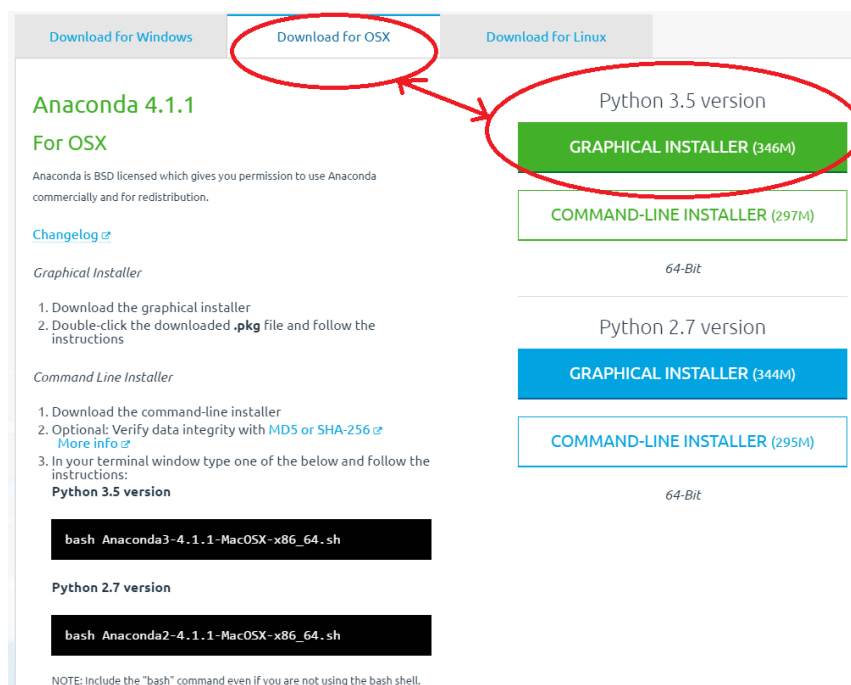 Download for Windows
Download for OSX
Download for Linux
Anaconda 4.1.1
For OSX
Anaconda is BSD licensed which gives you permission to use Anaconda
commercially and for redistribution.
Changelog
Graphical Installer
1. Download the graphical installer
2. Double-click the downloaded .pkg file and follow the
instructions
Command Line Installer
1. Download the command-line installer
2. Optional: Verify data integrity with MD5 or SHA-256
More info
3. In your terminal window type one of the below and follow the
instructions:
Python 3.5 version
bash Anaconda3-4.1.1-MacOSX-x86_64.sh
Python 2.7 version
bash Anaconda2-4.1.1-MacOSX-x86_64.sh
NOTE: Include the "bash" command even if you are not using the bash shell.
Python 3.5 version
GRAPHICAL INSTALLER (346M)
COMMAND-LINE INSTALLER (297M)
64-Bit
Python 2.7 version
GRAPHICAL INSTALLER (344M)
COMMAND-LINE INSTALLER (295M)
64-Bit